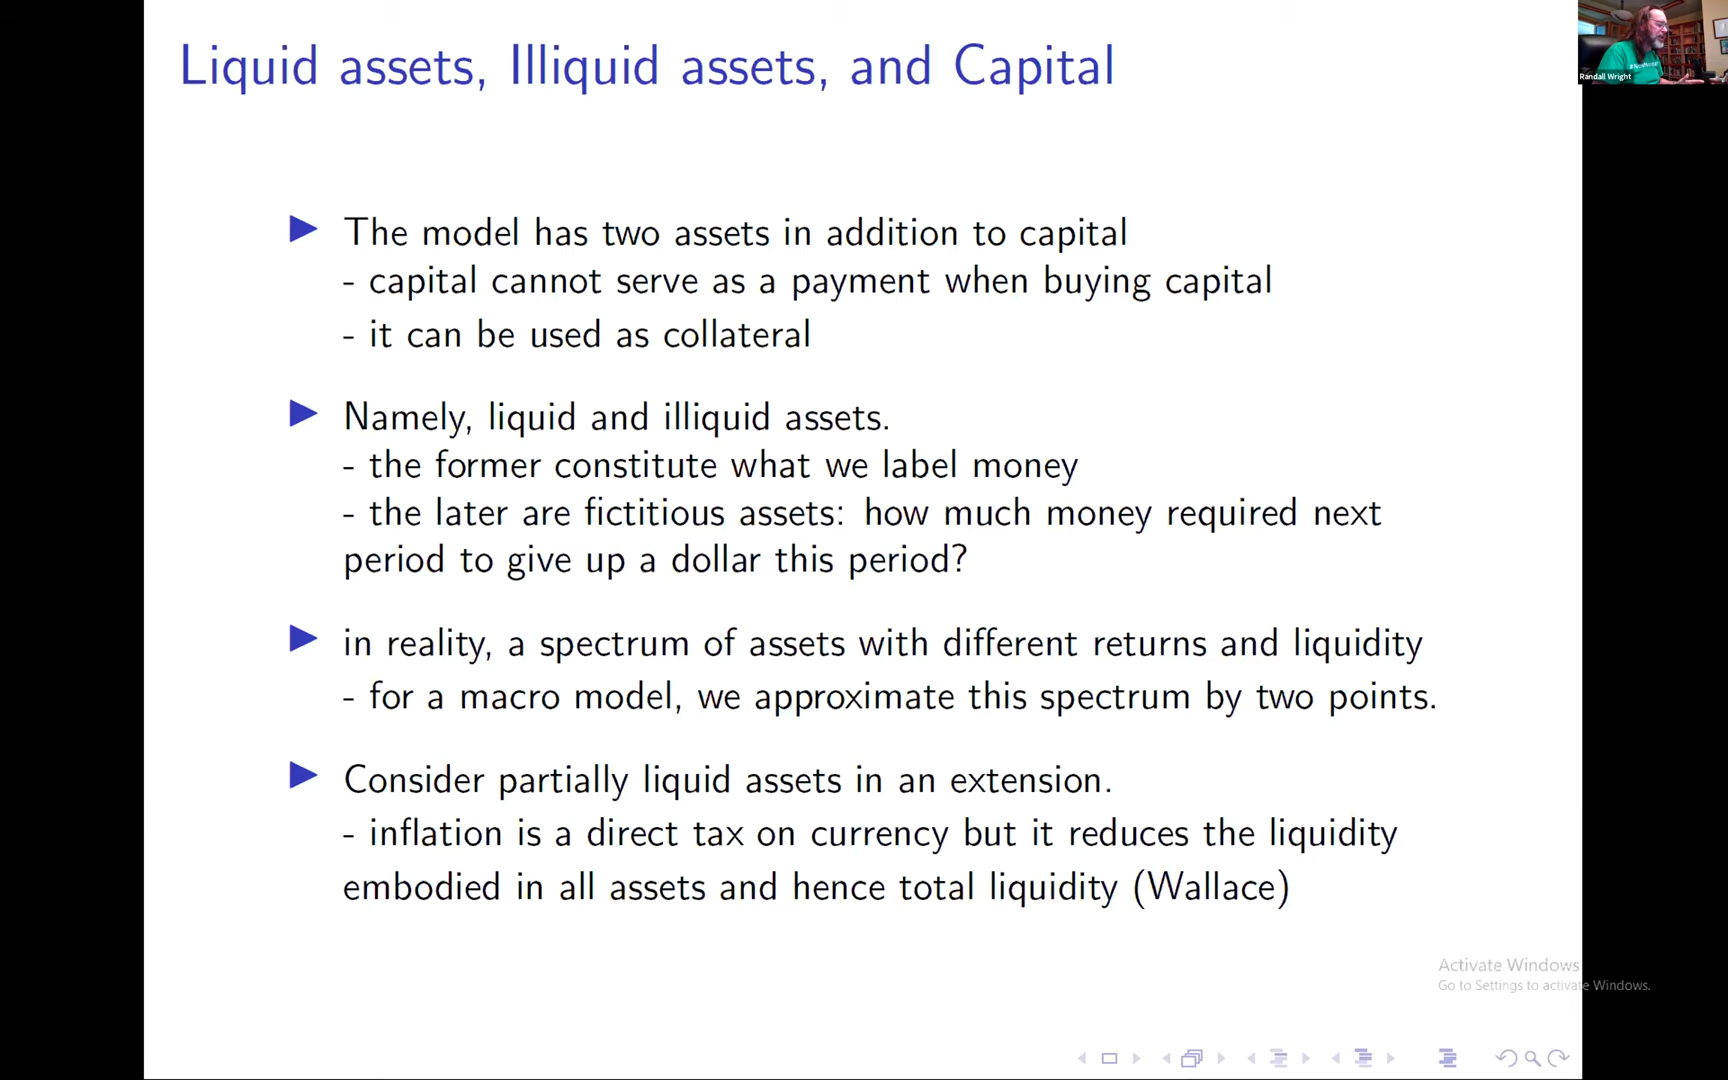 Liquid assets, Illiquid assets, and Capital
Randall Wright
The model has two assets in addition to capital
- capital cannot serve as a payment when buying capital
- it can be used as collateral
Namely, liquid and illiquid assets.
- the former constitute what we label money
- the later are fictitious assets: how much money required next
period to give up a dollar this period?
in reality, a spectrum of assets with different returns and liquidity
- for a macro model, we approximate this spectrum by two points.
Consider partially liquid assets in an extension.
- inflation is a direct tax on currency but it reduces the liquidity
embodied in all assets and hence total liquidity (Wallace)
Activate Windows
Go to Settings to activate Windows.